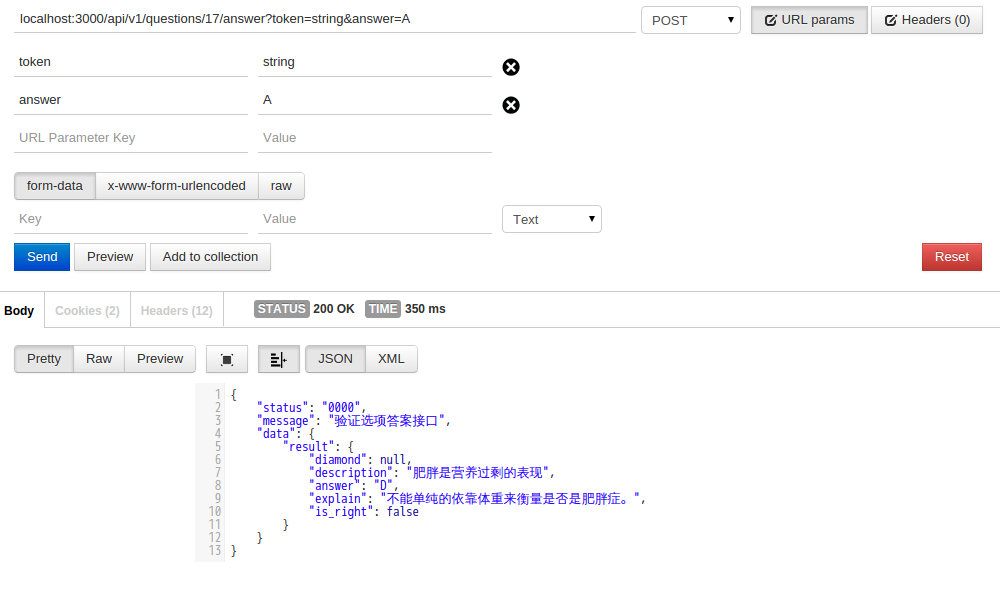 localhost:3000/api/v1/questions/17/answer?token=string&answer=A POST URL params Headers (0)
token string
answer A
URL Parameter Key Value
form-data x-www-form-urlencoded raw
Key Value Text
Send Preview Add to collection Reset
Body Cookies (2) Headers (12) STATUS 200 OK TIME 350 ms
Pretty Raw Preview JSON XML
1 {
2 "status": "0000",
3 "message": "验证选项答案接口",
4 "data": {
5 "result": {
6 "diamond": null,
7 "description": "肥胖是营养过剩的表现",
8 "answer": "D",
9 "explain": "不能单纯的依靠体重来衡量是否是肥胖症。",
10 "is_right": false
11 }
12 }
13 }